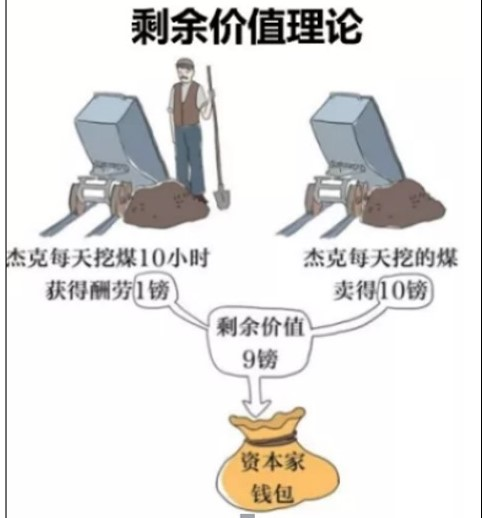 剩余价值理论
杰克每天挖煤10小时
获得酬劳1镑
杰克每天挖的煤
卖得10镑
剩余价值
9镑
资本家
钱包